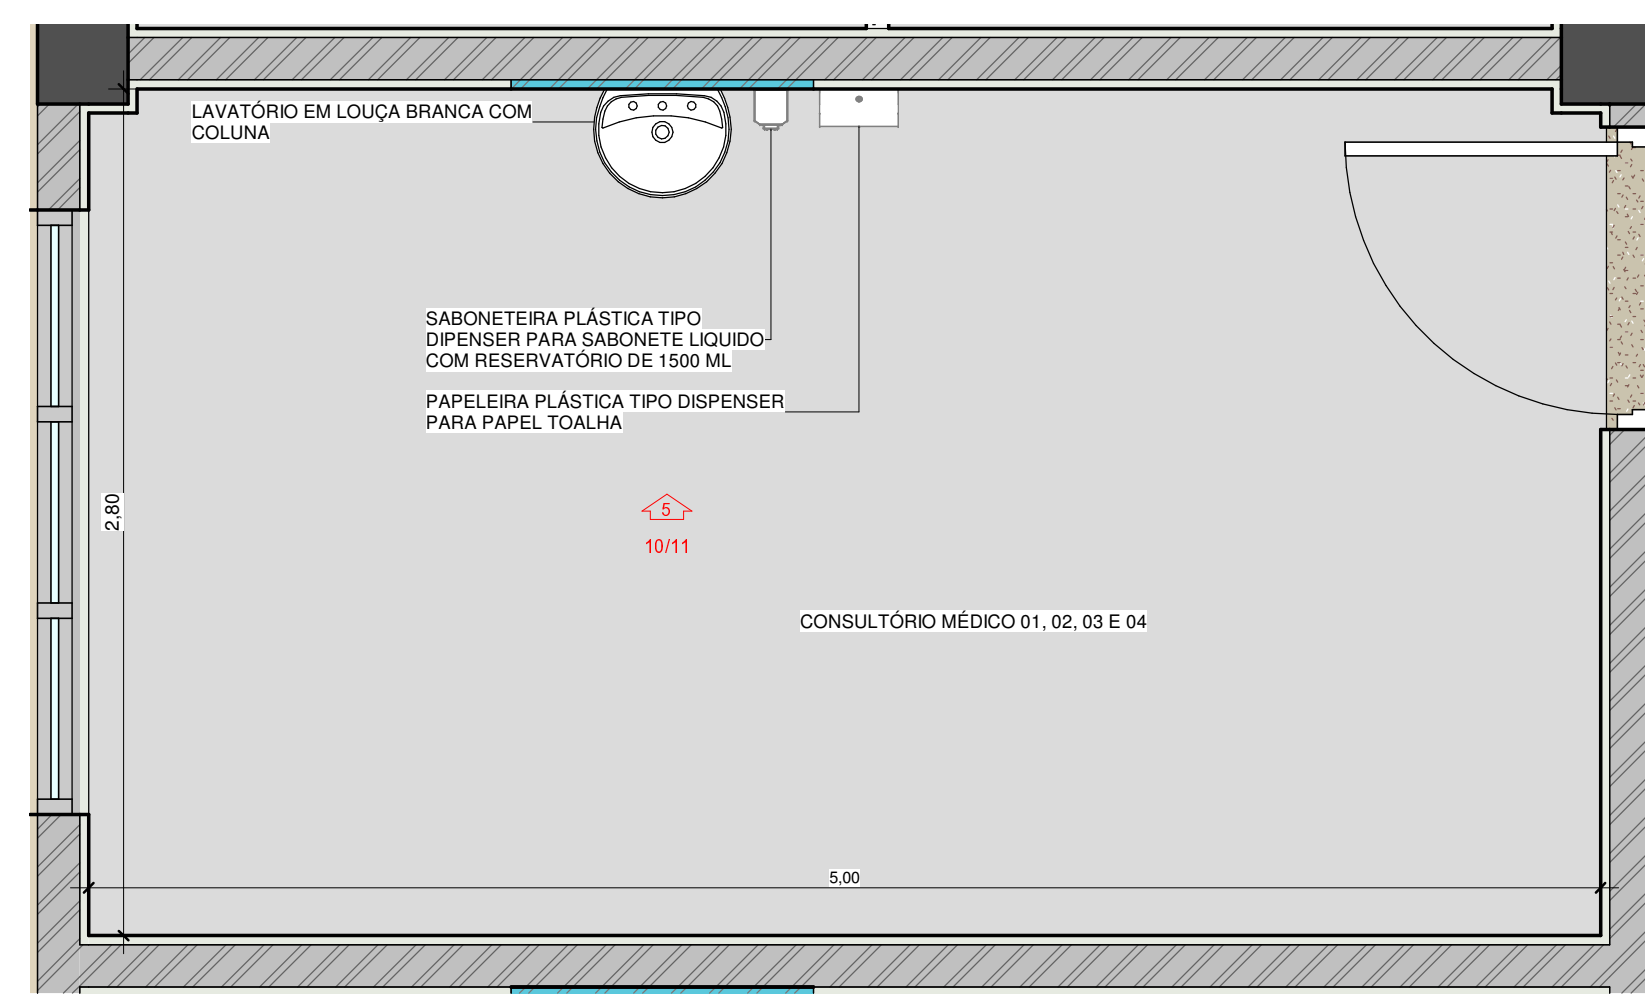 LAVATÓRIO EM LOUÇA BRANCA COM
COLUNA
SABONETEIRA PLÁSTICA TIPO
DIPENSER PARA SABONETE LIQUIDO
COM RESERVATÓRIO DE 1500 ML
PAPELEIRA PLÁSTICA TIPO DISPENSER
PARA PAPEL TOALHA
2,80
5
10/11
CONSULTÓRIO MÉDICO 01, 02, 03 E 04
5,00